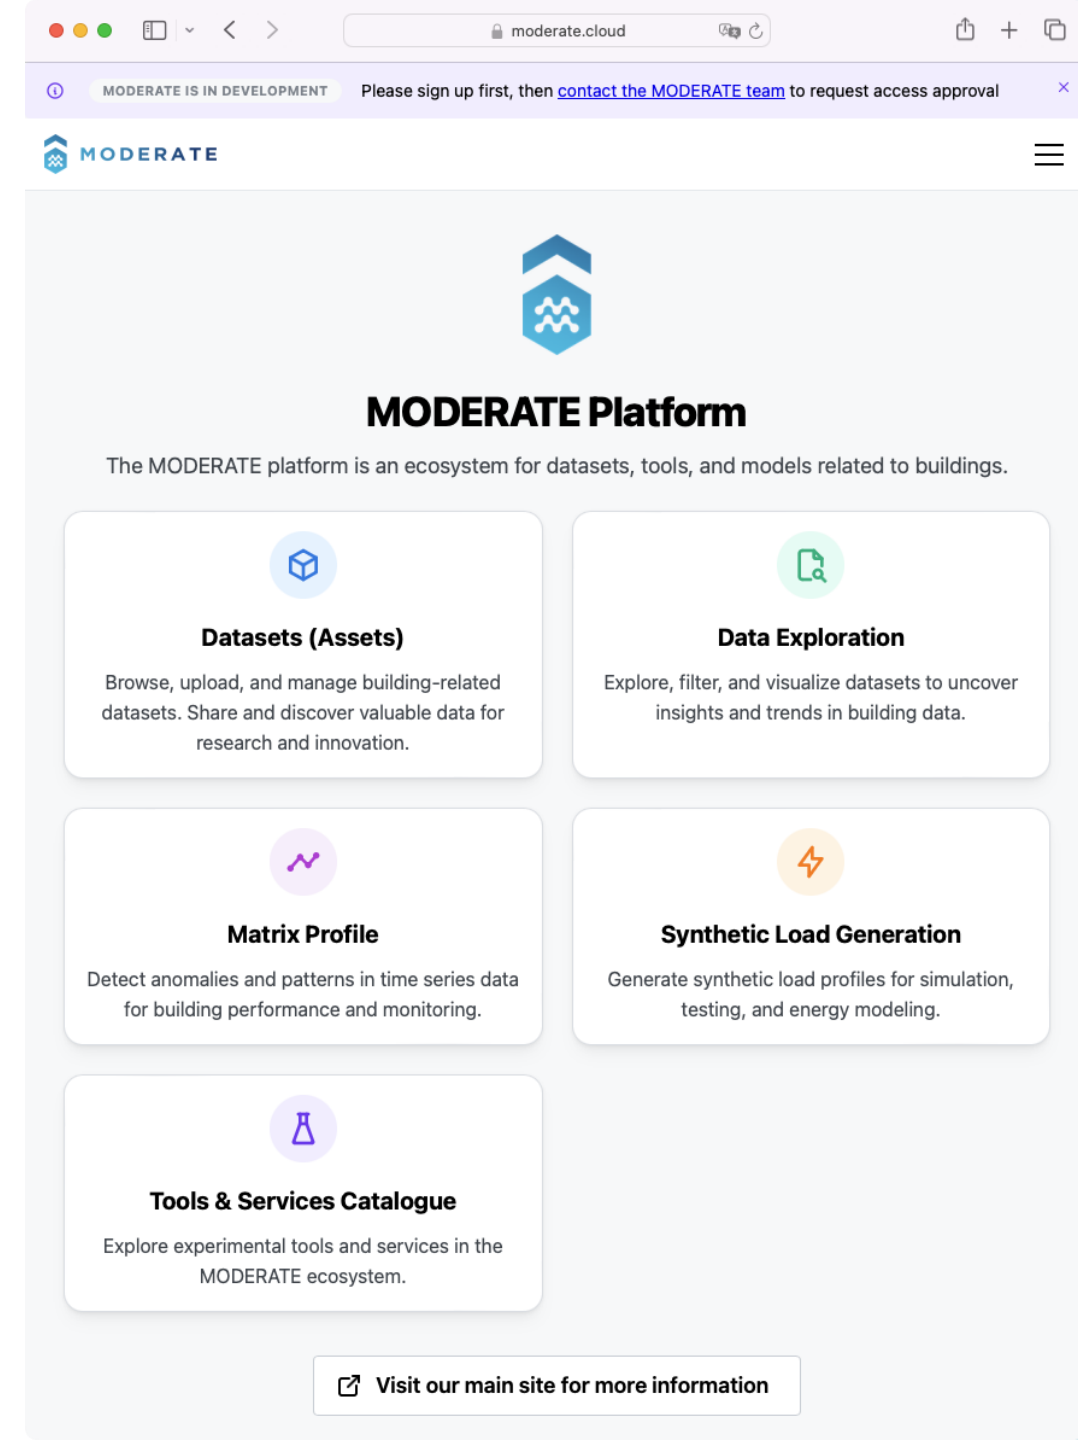 moderate.cloud
MODERATE IS IN DEVELOPMENT Please sign up first, then contact the MODERATE team to request access approval
MODERATE
MODERATE Platform
The MODERATE platform is an ecosystem for datasets, tools, and models related to buildings.
Datasets (Assets)
Browse, upload, and manage building-related
datasets. Share and discover valuable data for
research and innovation.
Data Exploration
Explore, filter, and visualize datasets to uncover
insights and trends in building data.
Matrix Profile
Detect anomalies and patterns in time series data
for building performance and monitoring.
Synthetic Load Generation
Generate synthetic load profiles for simulation,
testing, and energy modeling.
Tools & Services Catalogue
Explore experimental tools and services in the
MODERATE ecosystem.
Visit our main site for more information